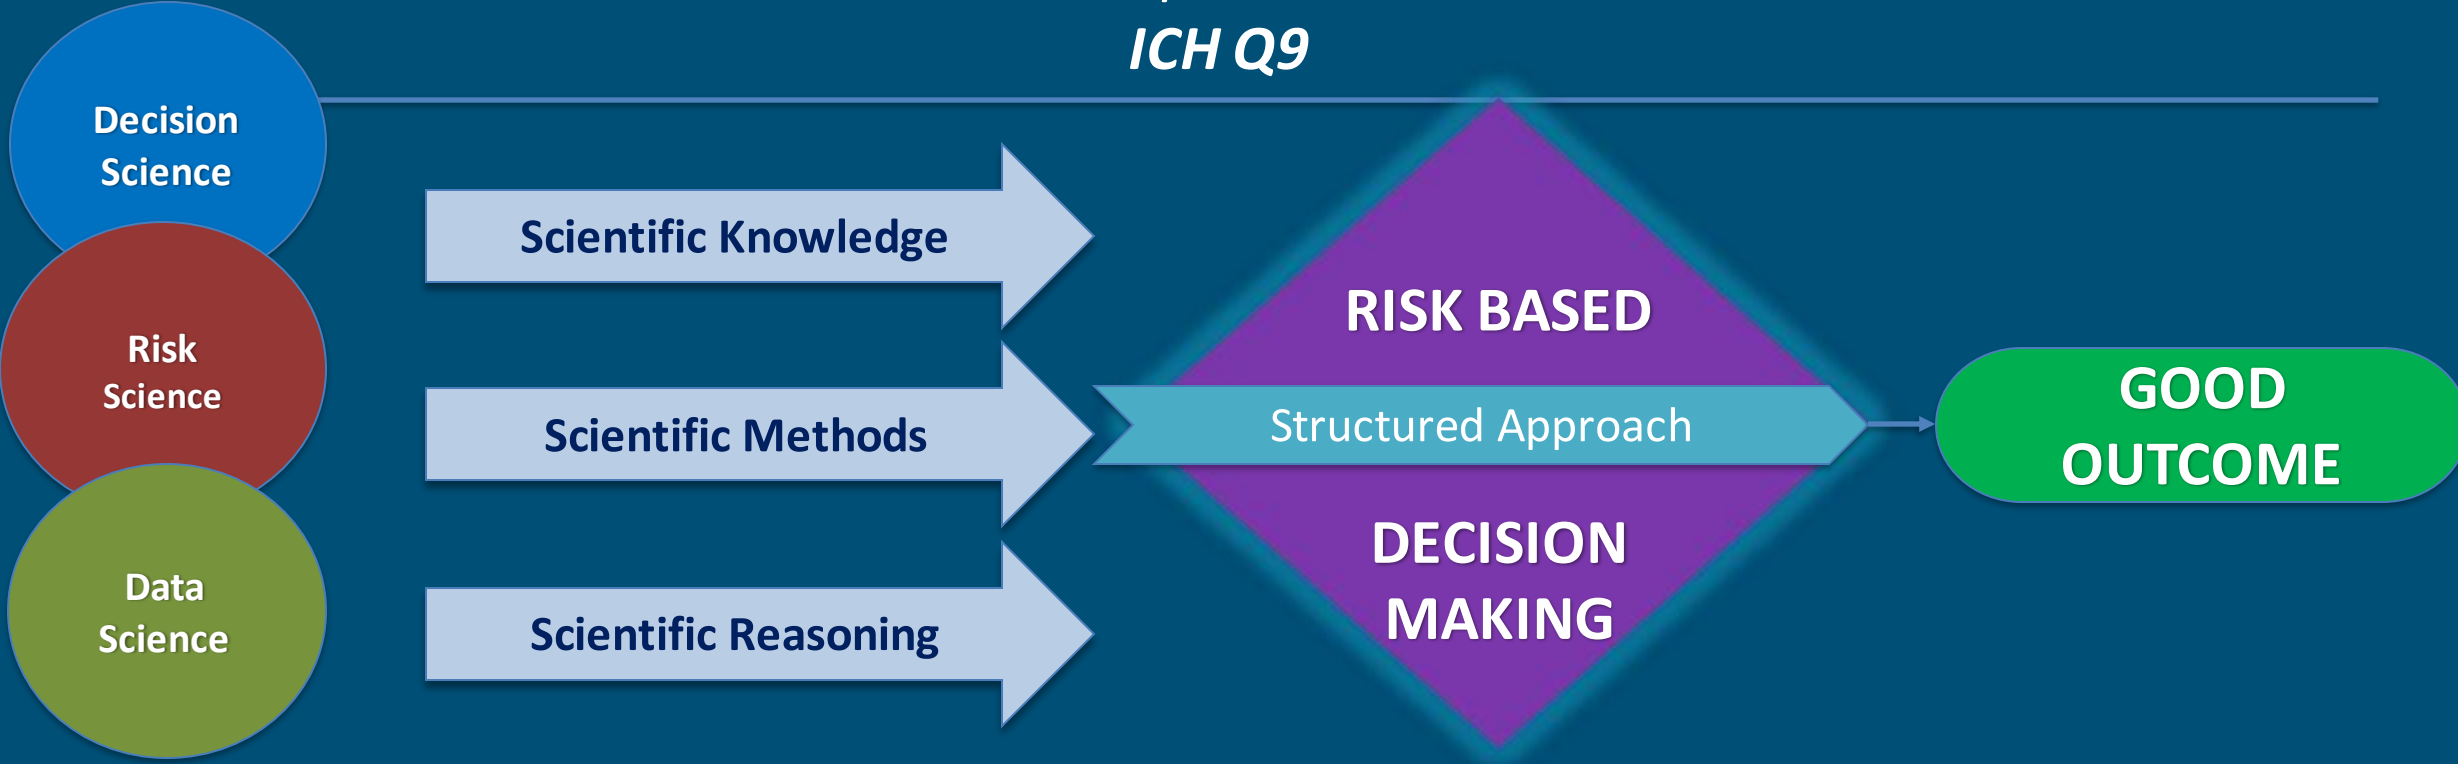 ICH Q9
Decision
Science
Risk
Science
Data
Science
Scientific Knowledge
Scientific Methods
Scientific Reasoning
RISK BASED
Structured Approach
DECISION
MAKING
GOOD
OUTCOME